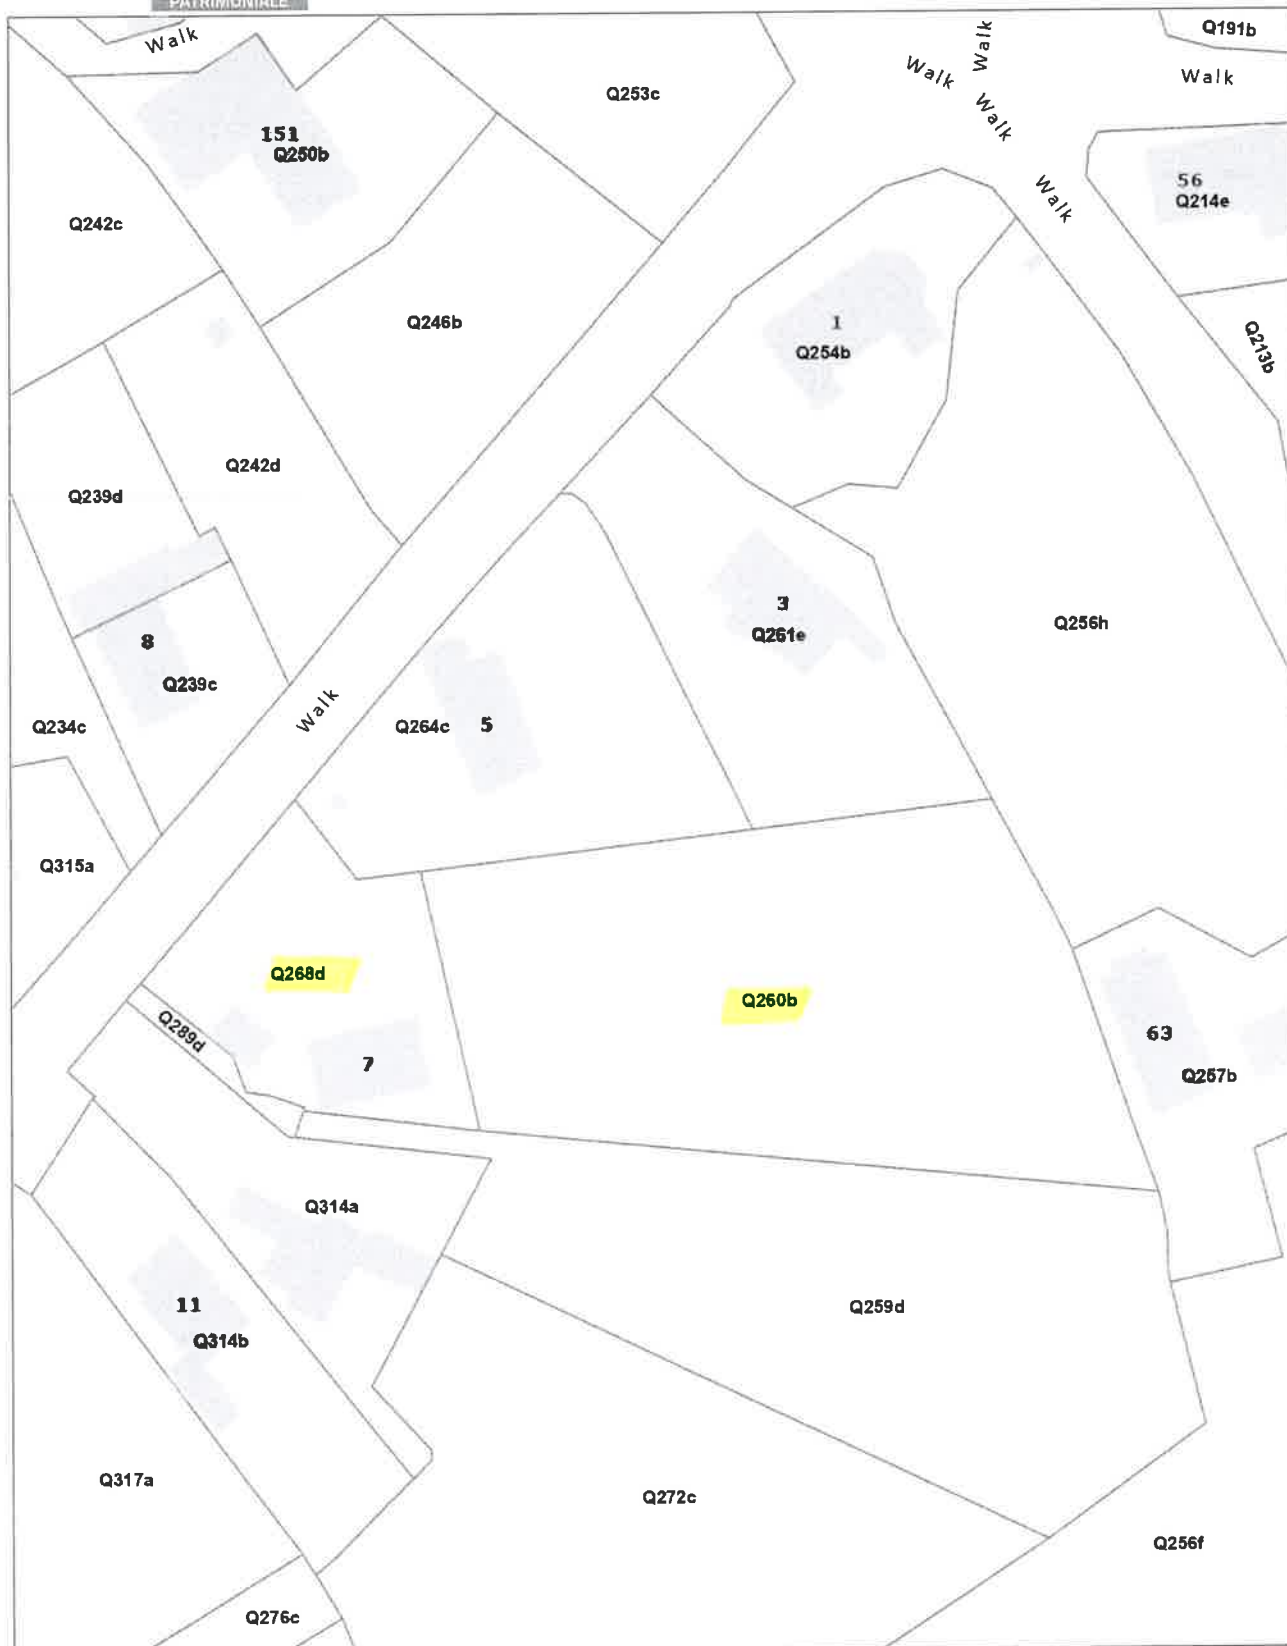 PATRIMONIALE
Walk
Walk
Walk
Q191b
Walk
Q253c
Walk
151
Q250b
Walk
56
Q214e
Q242c
Q246b
1
Q254b
Q213b
Q242d
Q239d
3
Q261e
Q256h
8
Q239c
Walk
Q234c
Q264c
5
Q315a
Q268d
Q260b
Q289d
7
63
Q257b
Q314a
11
Q314b
Q259d
Q317a
Q272c
Q256f
Q276c